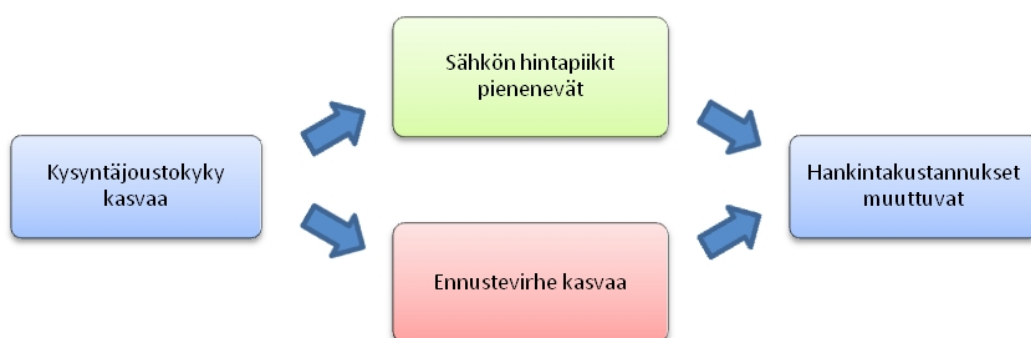 Sähkön hintapiikit
pienenevät
Kysyntäjoustokyky
kasvaa
Hankintakustannukset
muuttuvat
Ennustevirhe kasvaa